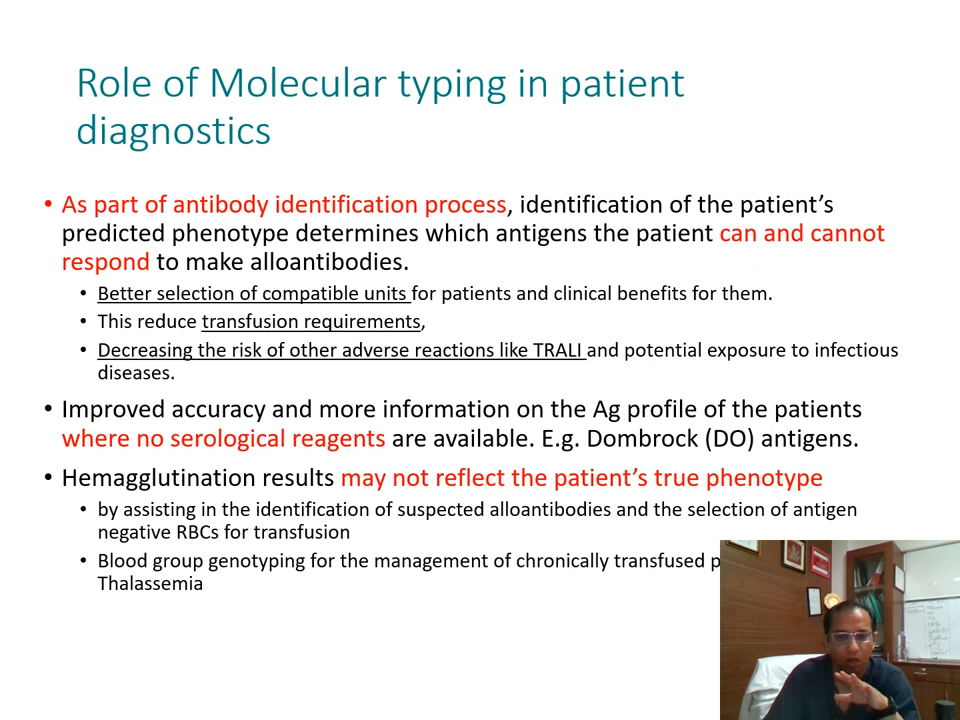 Role of Molecular typing in patient
diagnostics
• As part of antibody identification process, identification of the patient's
predicted phenotype determines which antigens the patient can and cannot
respond to make alloantibodies.
• Better selection of compatible units for patients and clinical benefits for them.
• This reduce transfusion requirements,
• Decreasing the risk of other adverse reactions like TRALI and potential exposure to infectious
diseases.
• Improved accuracy and more information on the Ag profile of the patients
where no serological reagents are available. E.g. Dombrock (DO) antigens.
• Hemagglutination results may not reflect the patient's true phenotype
• by assisting in the identification of suspected alloantibodies and the selection of antigen
negative RBCs for transfusion
• Blood group genotyping for the management of chronically transfused p
Thalassemia